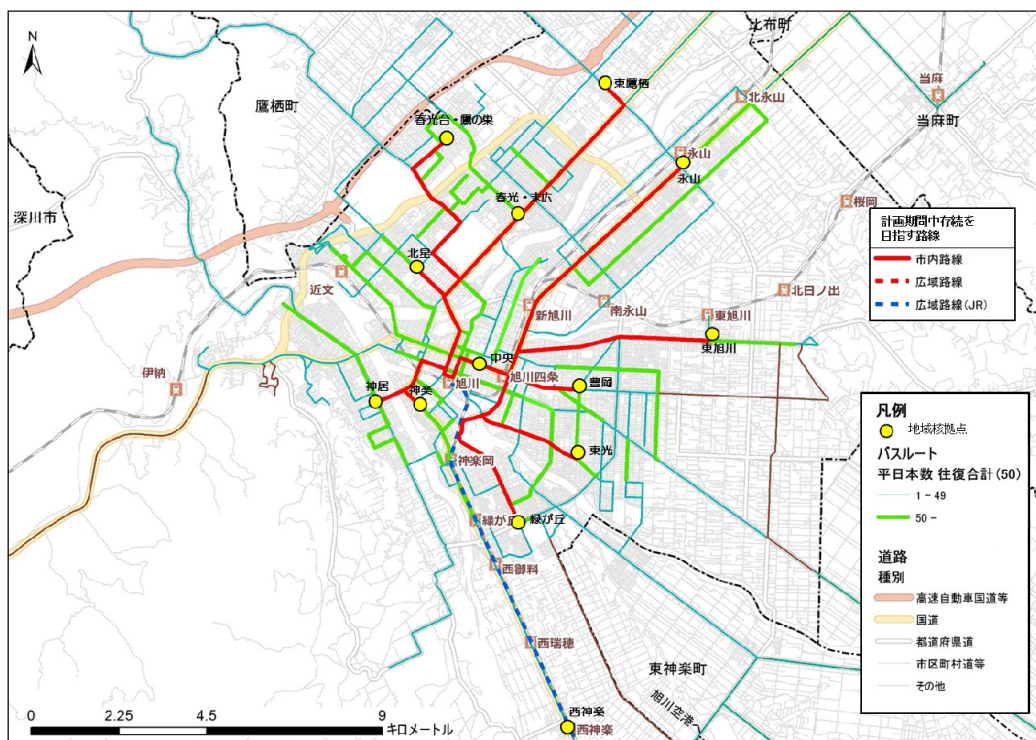 N
比布町
鷹栖町
東鷹栖
北永山
当麻
当麻町
春光台・鷹の巣
永山
永山
深川市
春光・末広
桜岡
計画期間中存続を
目指す路線
市内路線
広域路線
広域路線(JR)
北星
近文
北日ノ出
新旭川
南永山
東旭川
東旭川
伊納
中央
旭川
旭川四条
豊岡
神居
神楽
凡例
地域核拠点
バスルート
平日本数 往復合計(50)
1 - 49
50 -
神楽岡
東光
緑が丘
緑が丘
西御料
道路
種別
高速自動車国道等
国道
都道府県道
市区町村道等
その他
西瑞穂
東神楽町
旭川空港へ
西神楽
西神楽
0 2.25 4.5 9
キロメートル